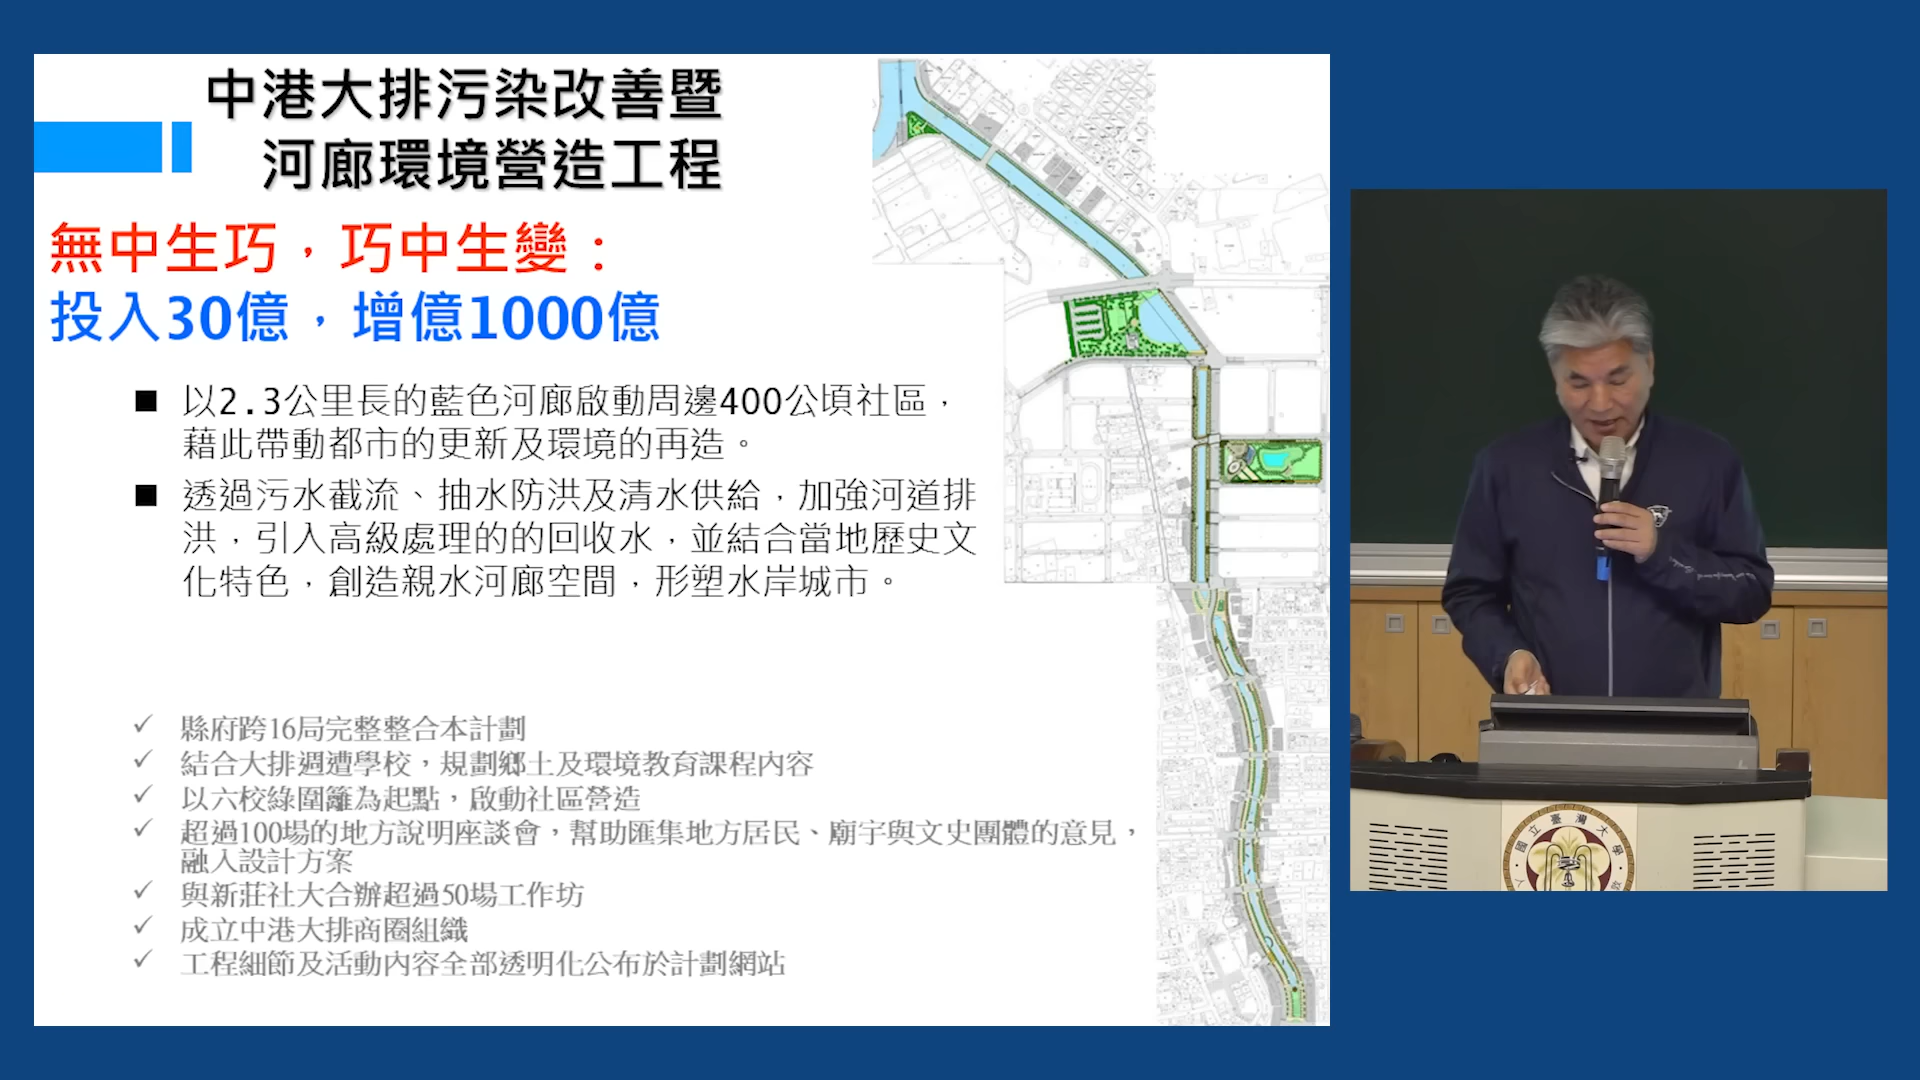 中港大排污染改善暨
河廊環境營造工程
無中生巧，巧中生變：
投入30億，增億1000億
■ 以2.3公里長的藍色河廊啟動周邊400公頃社區，
藉此帶動都市的更新及環境的再造。
■ 透過污水截流、抽水防洪及清水供給，加強河道排
洪，引入高級處理的的回收水，並結合當地歷史文
化特色，創造親水河廊空間，形塑水岸城市。
✓ 縣府跨16局完整整合本計劃
✓ 結合大排週遭學校，規劃鄉土及環境教育課程內容
✓ 以六校綠圍籬為起點，啟動社區營造
✓ 超過100場的地方說明座談會，幫助匯集地方居民、廟宇與文史團體的意見，
融入設計方案
✓ 與新莊社大合辦超過50場工作坊
✓ 成立中港大排商圈組織
✓ 工程細節及活動內容全部透明化公布於計劃網站
國立臺灣大學